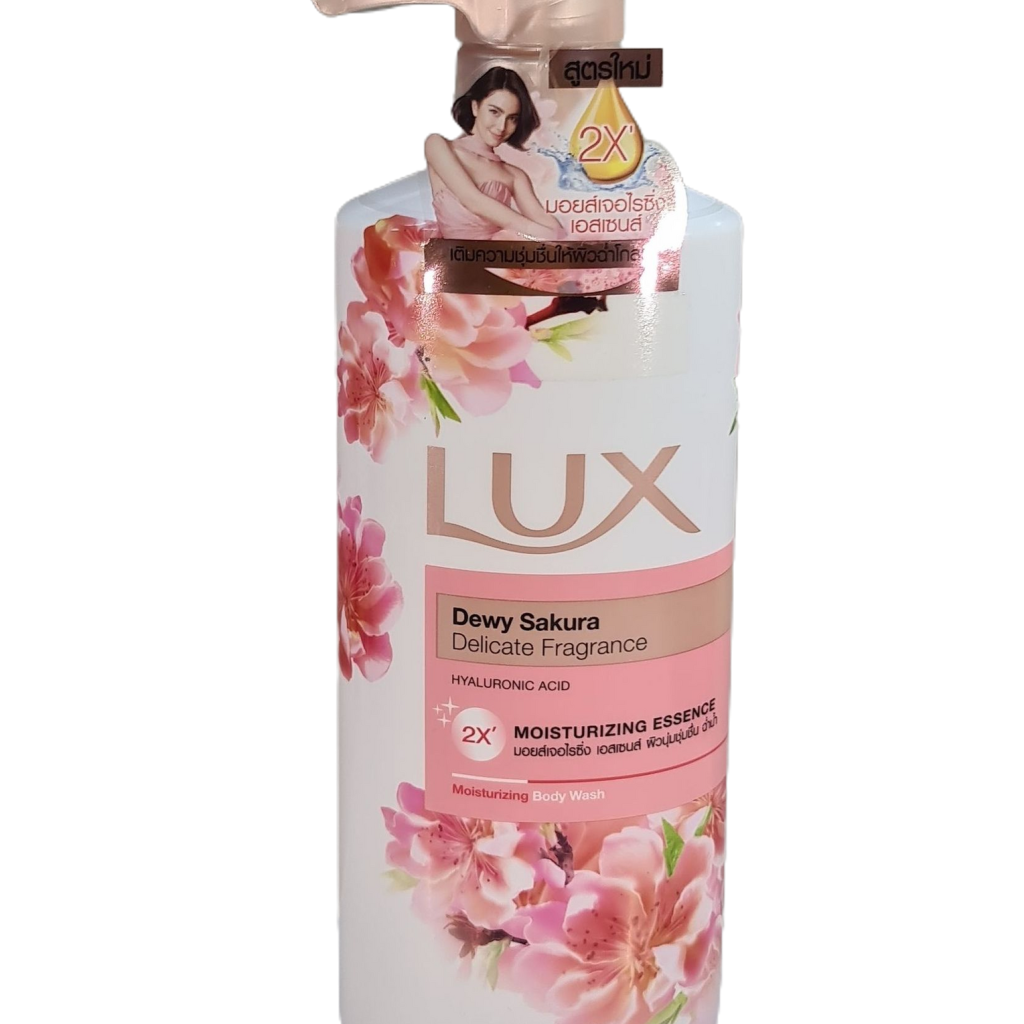 สูตรใหม่
2X'
มอยส์เจอไรซิ่ง
เอสเซนส์
เติมความชุ่มชื่นให้ผิวฉ่ำโกลว์
LUX
Dewy Sakura
Delicate Fragrance
HYALURONIC ACID
2X'
MOISTURIZING ESSENCE
มอยส์เจอไรซิ่ง เอสเซนส์ ผิวนุ่มชุ่มชื่น ฉ่ำน้ำ
Moisturizing Body Wash